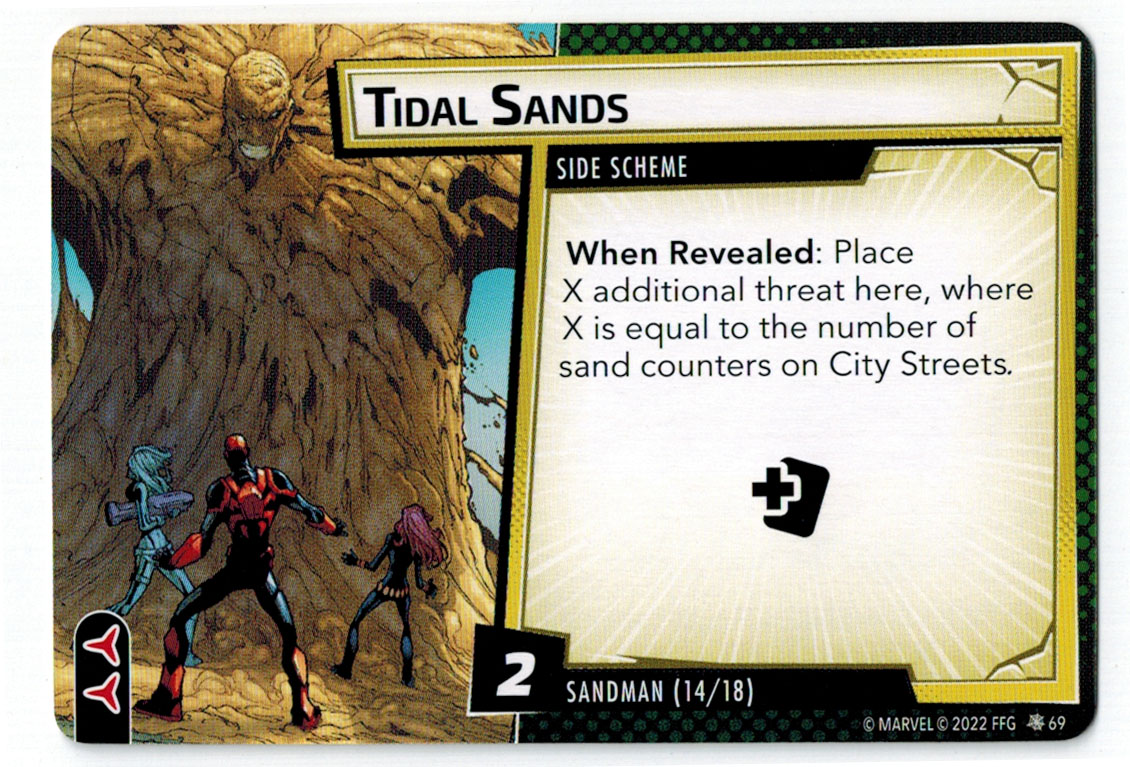 TIDAL SANDS
SIDE SCHEME
When Revealed: Place
X additional threat here, where
X is equal to the number of
sand counters on City Streets.
2
SANDMAN (14/18)
© MARVEL © 2022 FFG 69